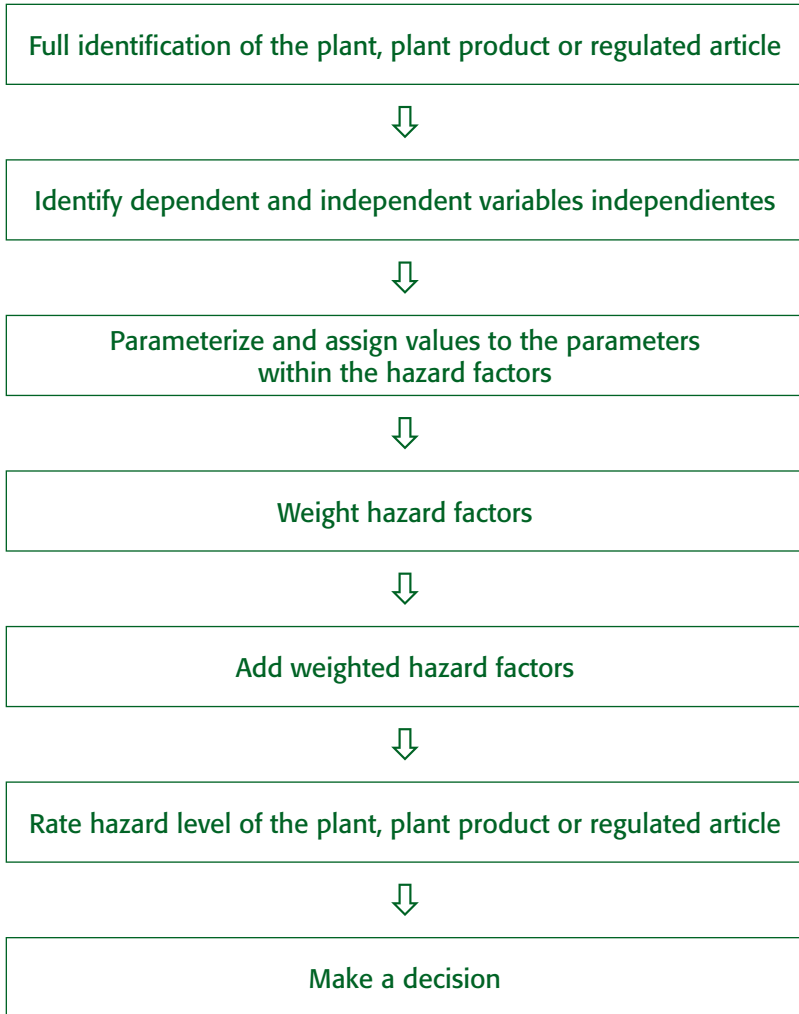 Full identification of the plant, plant product or regulated article
Identify dependent and independent variables independientes
Parameterize and assign values to the parameters
within the hazard factors
Weight hazard factors
Add weighted hazard factors
Rate hazard level of the plant, plant product or regulated article
Make a decision